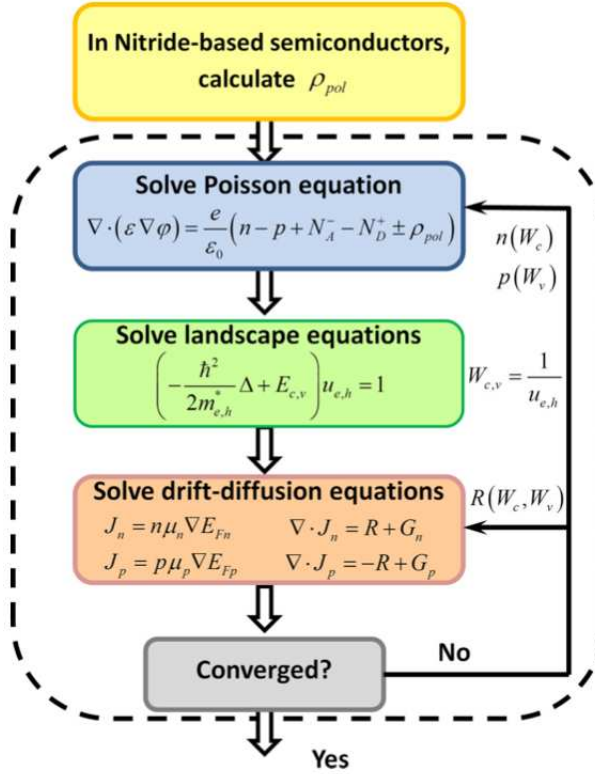 In Nitride-based semiconductors,
calculate ρ_pol
Solve Poisson equation
∇·(ε∇φ) = e/ε₀ (n − p + N_A^− − N_D^+ ± ρ_pol)
n(W_c)
p(W_v)
Solve landscape equations
(−ħ²/2m*_{e,h} Δ + E_{c,v}) u_{e,h} = 1
W_{c,v} = 1/u_{e,h}
Solve drift-diffusion equations
R(W_c, W_v)
J_n = nμ_n∇E_{Fn} ∇·J_n = R + G_n
J_p = pμ_p∇E_{Fp} ∇·J_p = −R + G_p
Converged?
No
Yes